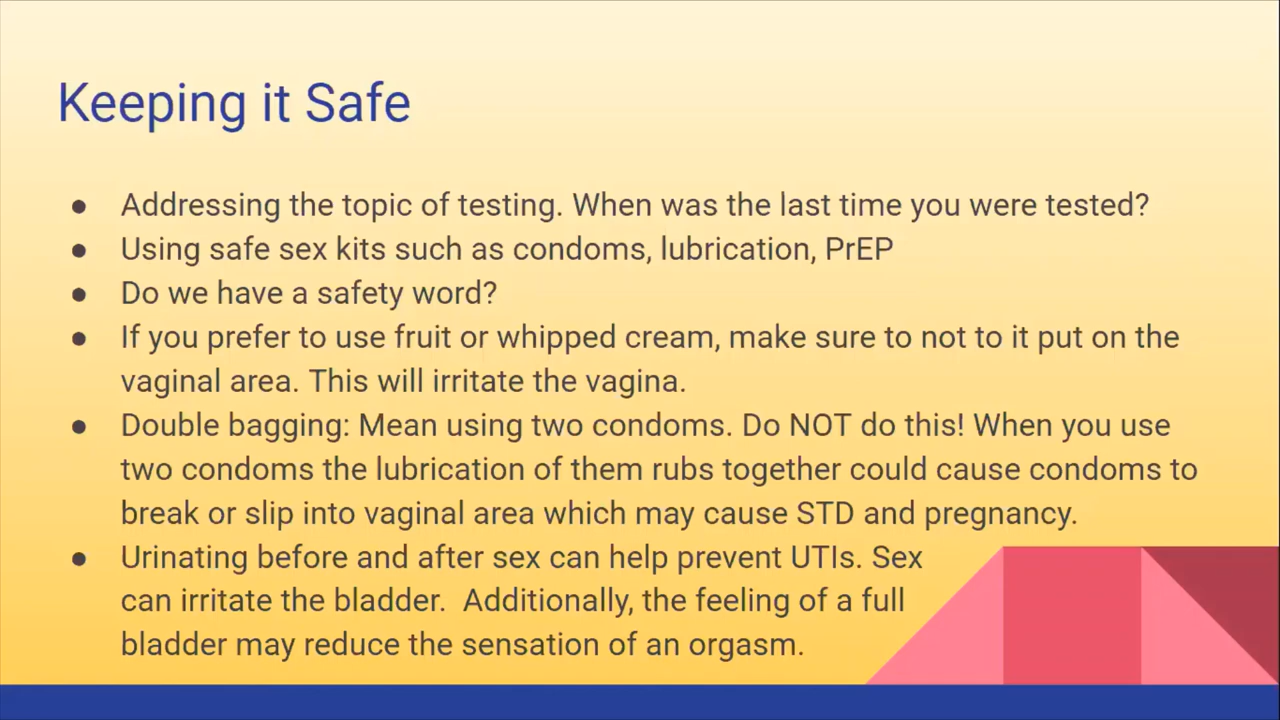 Keeping it Safe
● Addressing the topic of testing. When was the last time you were tested?
● Using safe sex kits such as condoms, lubrication, PrEP
● Do we have a safety word?
● If you prefer to use fruit or whipped cream, make sure to not to it put on the
vaginal area. This will irritate the vagina.
● Double bagging: Mean using two condoms. Do NOT do this! When you use
two condoms the lubrication of them rubs together could cause condoms to
break or slip into vaginal area which may cause STD and pregnancy.
● Urinating before and after sex can help prevent UTIs. Sex
can irritate the bladder.  Additionally, the feeling of a full
bladder may reduce the sensation of an orgasm.